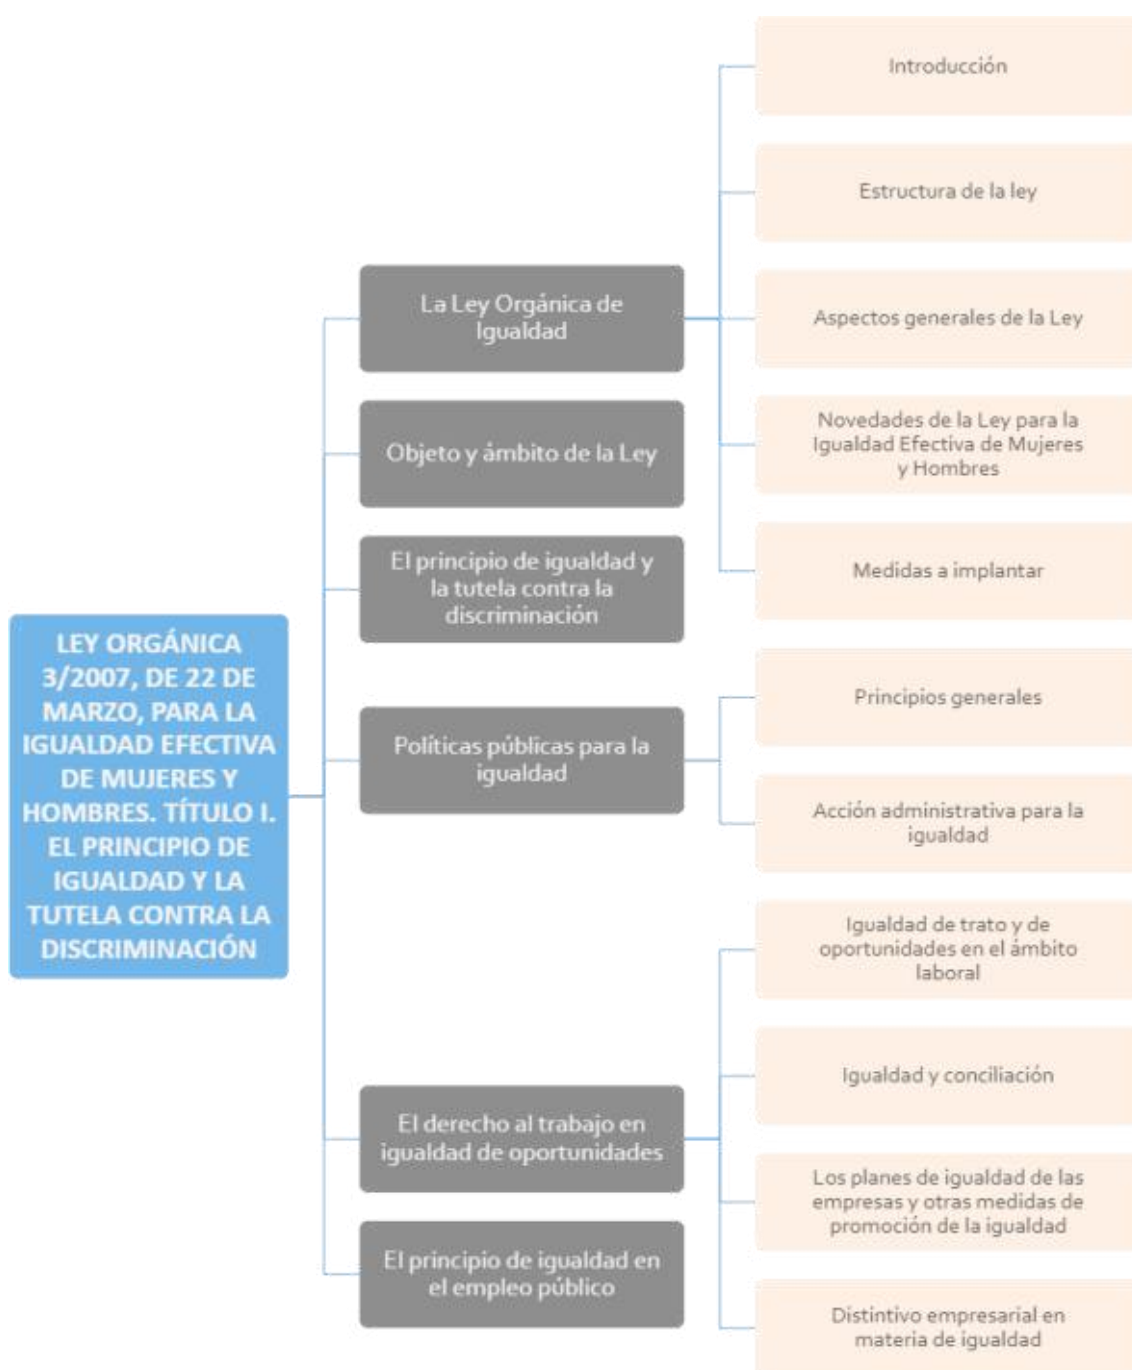 LEY ORGÁNICA
3/2007, DE 22 DE
MARZO, PARA LA
IGUALDAD EFECTIVA
DE MUJERES Y
HOMBRES. TÍTULO I.
EL PRINCIPIO DE
IGUALDAD Y LA
TUTELA CONTRA LA
DISCRIMINACIÓN
La Ley Orgánica de
Igualdad
Introducción
Estructura de la ley
Aspectos generales de la Ley
Novedades de la Ley para la
Igualdad Efectiva de Mujeres
y Hombres
Medidas a implantar
Objeto y ámbito de la Ley
El principio de igualdad y
la tutela contra la
discriminación
Políticas públicas para la
igualdad
Principios generales
Acción administrativa para la
igualdad
El derecho al trabajo en
igualdad de oportunidades
Igualdad de trato y de
oportunidades en el ámbito
laboral
Igualdad y conciliación
Los planes de igualdad de las
empresas y otras medidas de
promoción de la igualdad
Distintivo empresarial en
materia de igualdad
El principio de igualdad en
el empleo público